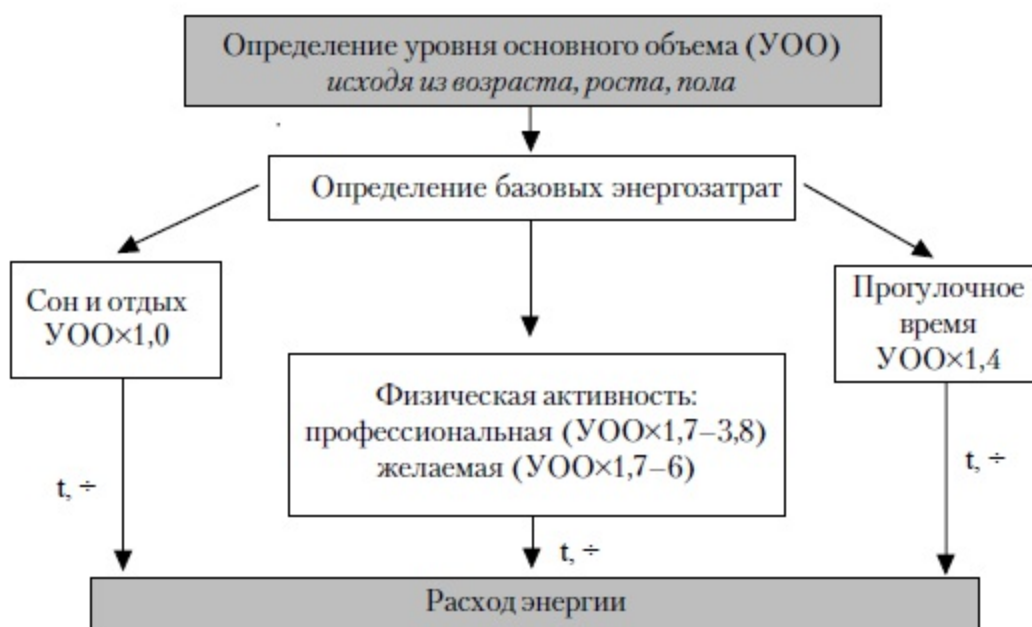 Определение уровня основного объема (УОО)
исходя из возраста, роста, пола
Определение базовых энергозатрат
Сон и отдых
УОО×1,0
Физическая активность:
профессиональная (УОО×1,7–3,8)
желаемая (УОО×1,7–6)
Прогулочное
время
УОО×1,4
t, ÷
t, ÷
t, ÷
Расход энергии